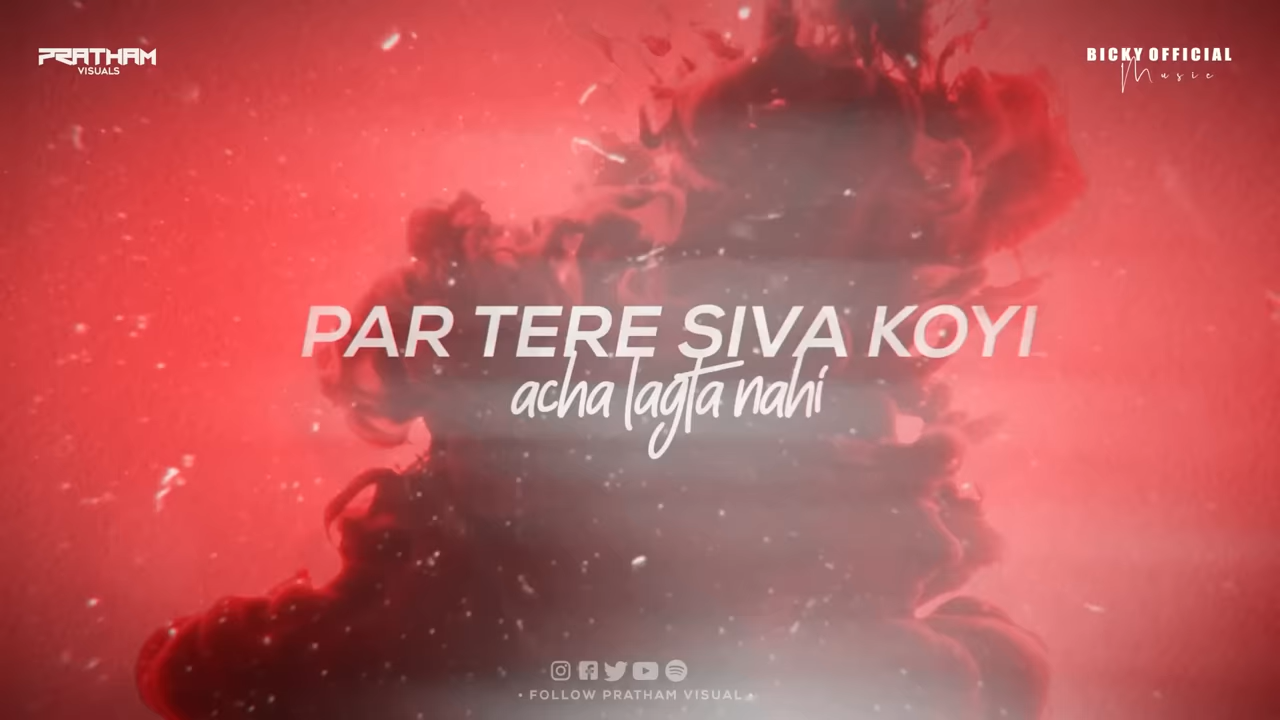 PRATHAM
VISUALS
BICKY OFFICIAL
Music
PAR TERE SIVA KOYI
acha lagta nahi
• FOLLOW PRATHAM VISUAL •